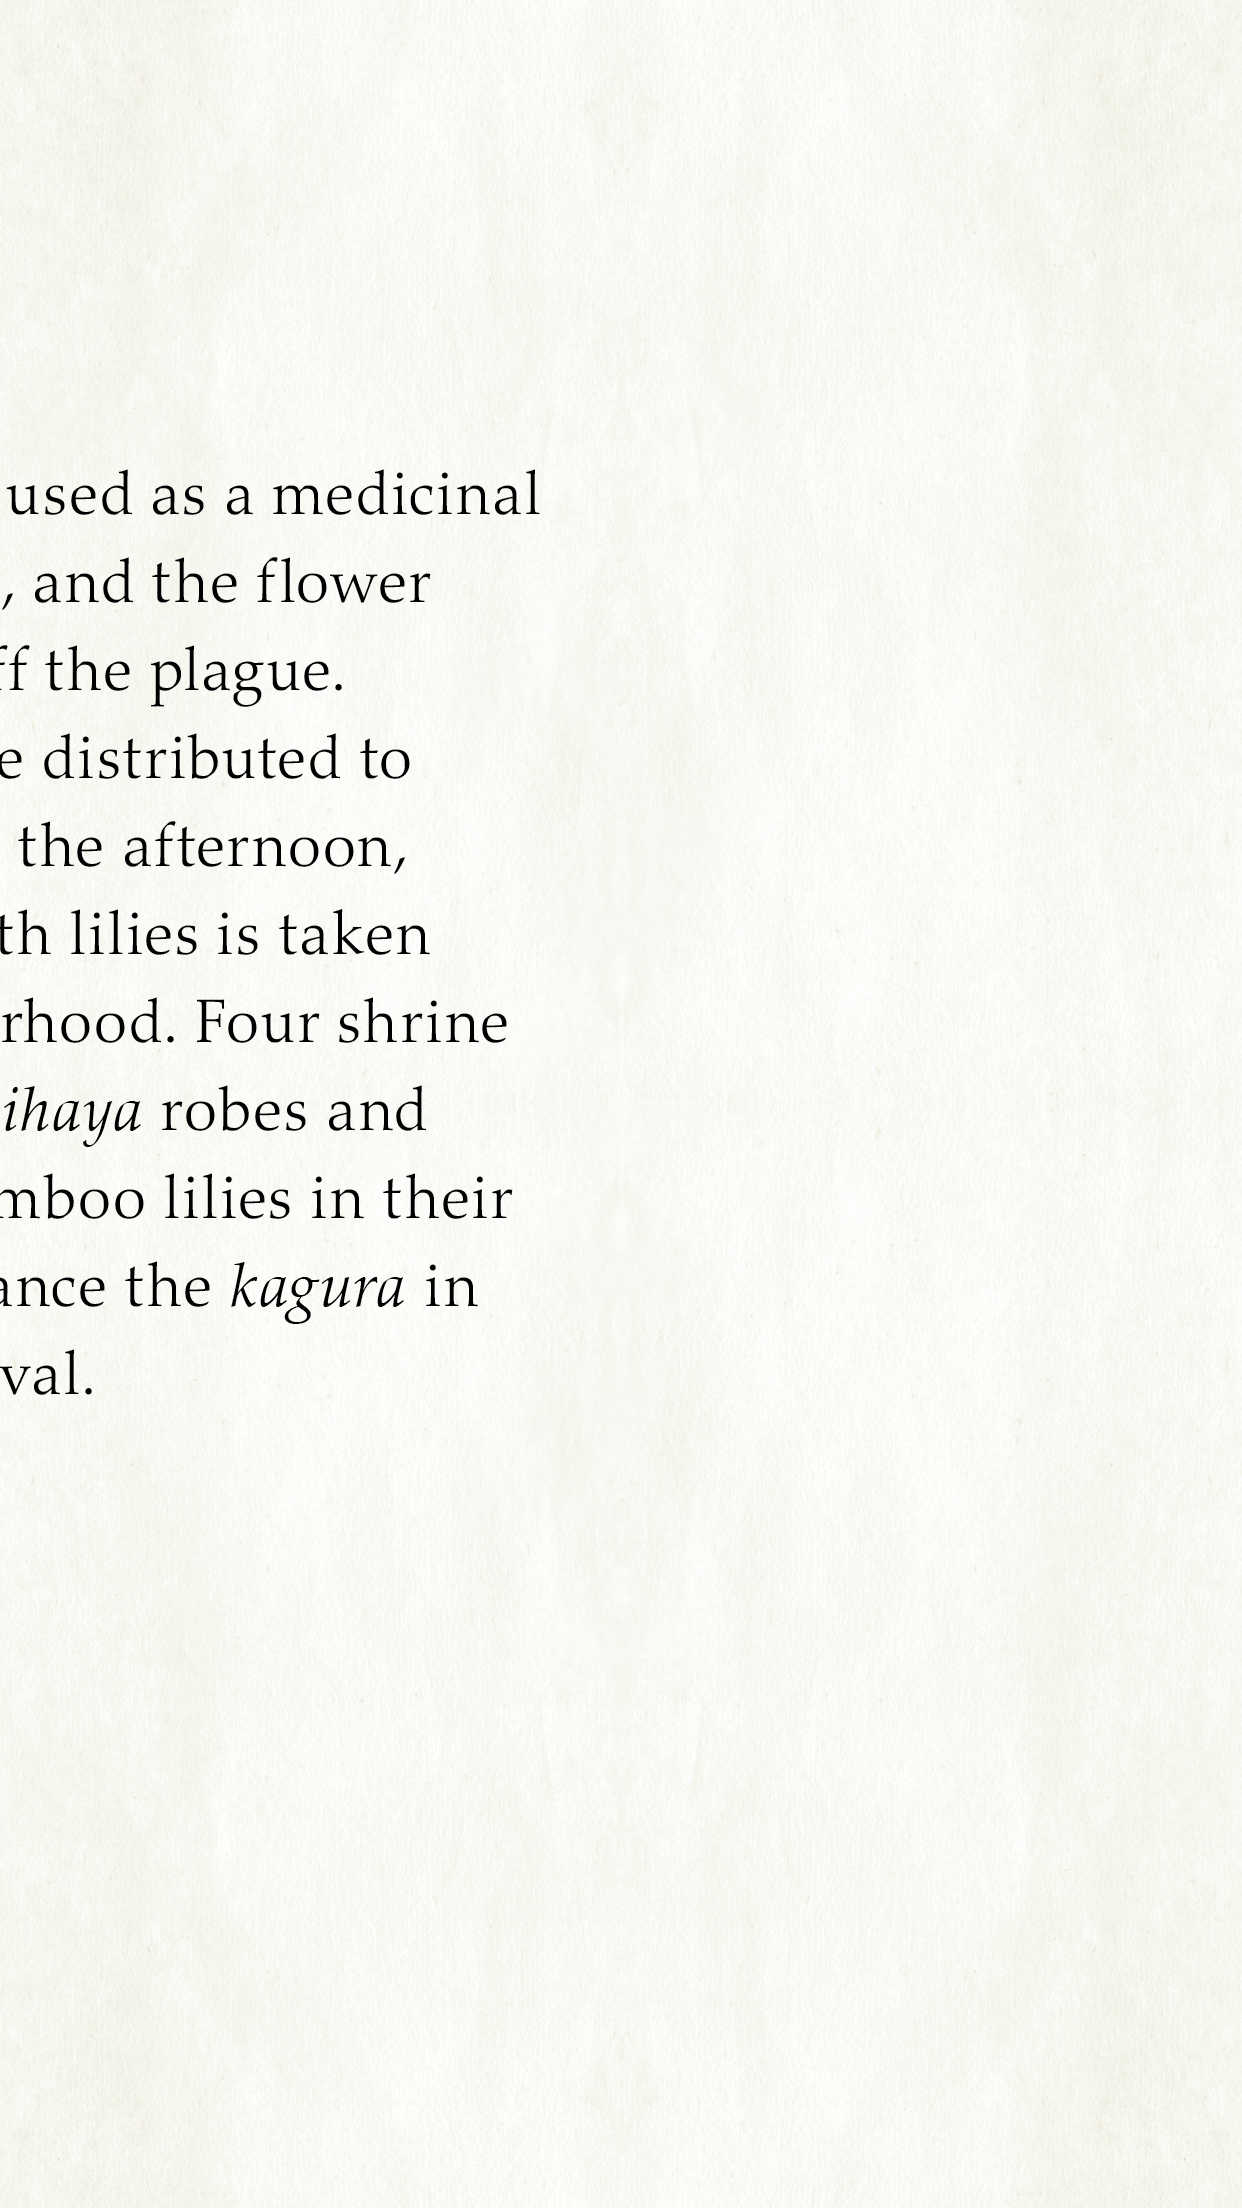 used as a medicinal
, and the flower
ff the plague.
e distributed to
the afternoon,
th lilies is taken
rhood. Four shrine
ihaya robes and
mboo lilies in their
ance the kagura in
val.